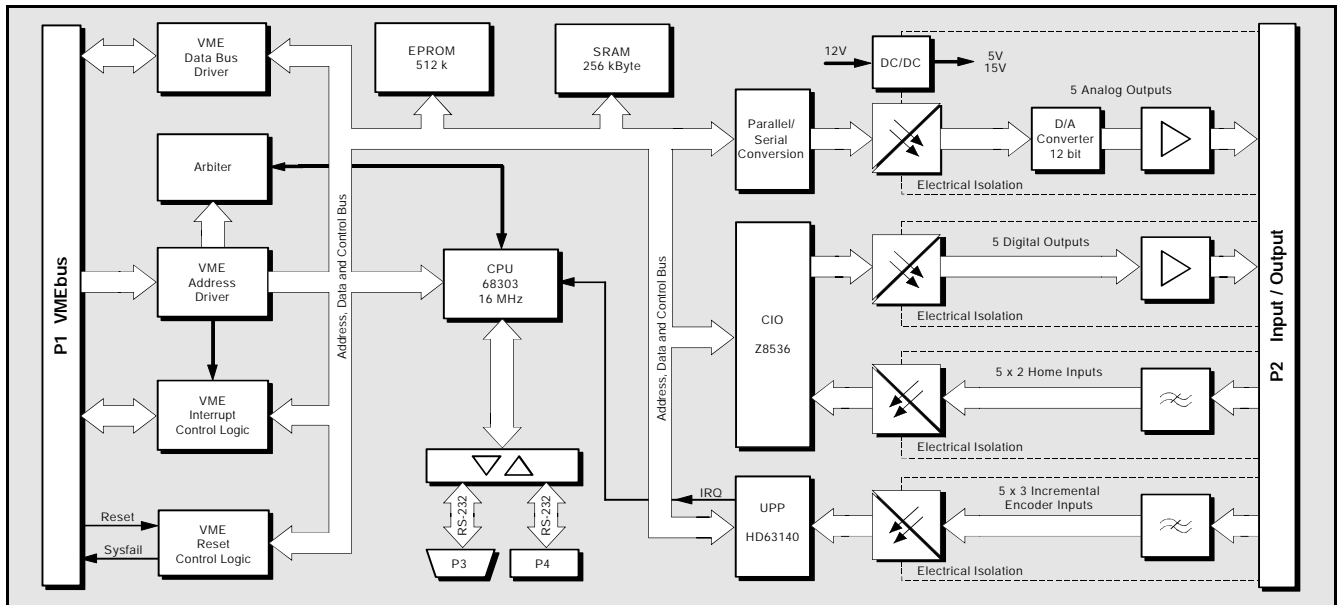 P1 VMEbus
VME
Data Bus
Driver
Arbiter
VME
Address
Driver
VME
Interrupt
Control Logic
Reset
Sysfail
VME
Reset
Control Logic
Address, Data and Control Bus
EPROM
512 k
SRAM
256 kByte
CPU
68303
16 MHz
RS-232
RS-232
P3
P4
Address, Data and Control Bus
IRQ
Parallel/
Serial
Conversion
CIO
Z8536
UPP
HD63140
12V
DC/DC
5V
15V
5 Analog Outputs
D/A
Converter
12 bit
Electrical Isolation
5 Digital Outputs
Electrical Isolation
5 x 2 Home Inputs
Electrical Isolation
5 x 3 Incremental
Encoder Inputs
Electrical Isolation
P2 Input / Output